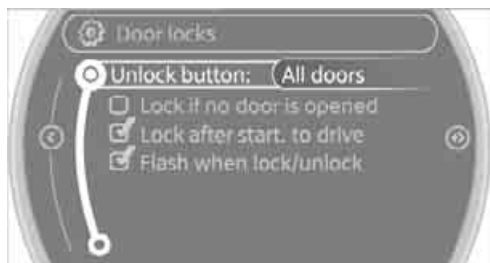 Door locks
Unlock button: All doors
Lock if no door is opened
Lock after start. to drive
Flash when lock/unlock